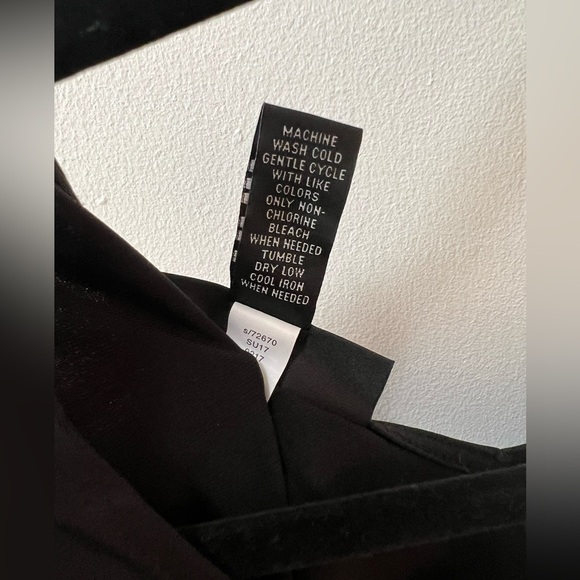 MACHINE
WASH COLD
GENTLE CYCLE
WITH LIKE
COLORS
ONLY NON-
CHLORINE
BLEACH
WHEN NEEDED
TUMBLE
DRY LOW
COOL IRON
WHEN NEEDED
s/72670
SU17